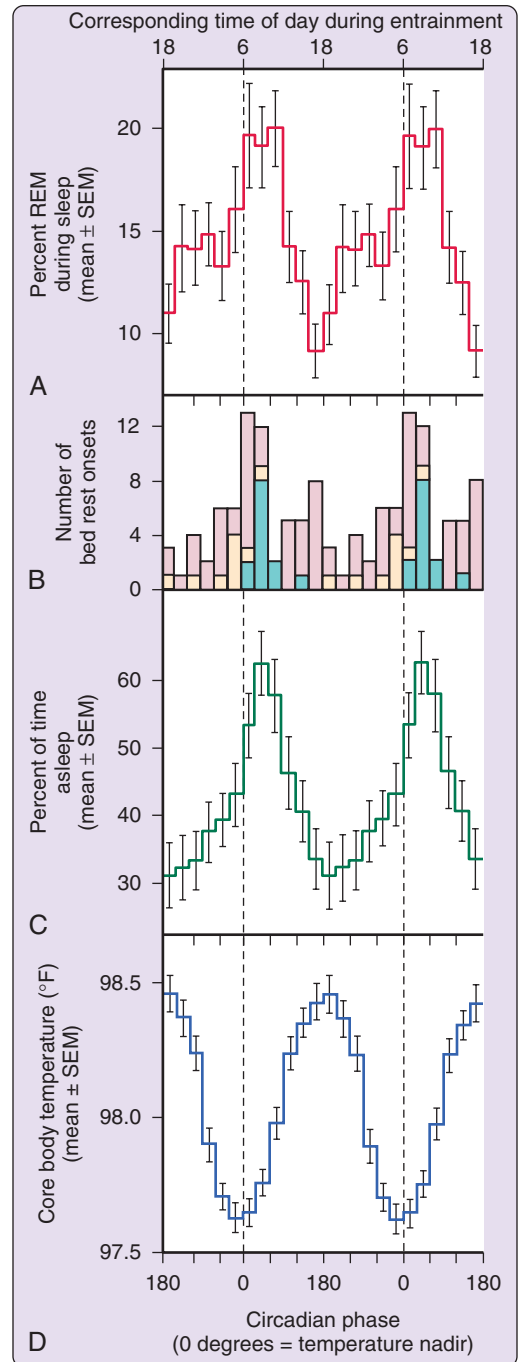 Corresponding time of day during entrainment
18 6 18 6 18
20
15
10
Percent REM
during sleep
(mean ± SEM)
A
12
8
4
0
Number of
bed rest onsets
B
60
50
40
30
Percent of time
asleep
(mean ± SEM)
C
98.5
98.0
97.5
Core body temperature (°F)
(mean ± SEM)
180 0 180 0 180
Circadian phase
(0 degrees = temperature nadir)
D